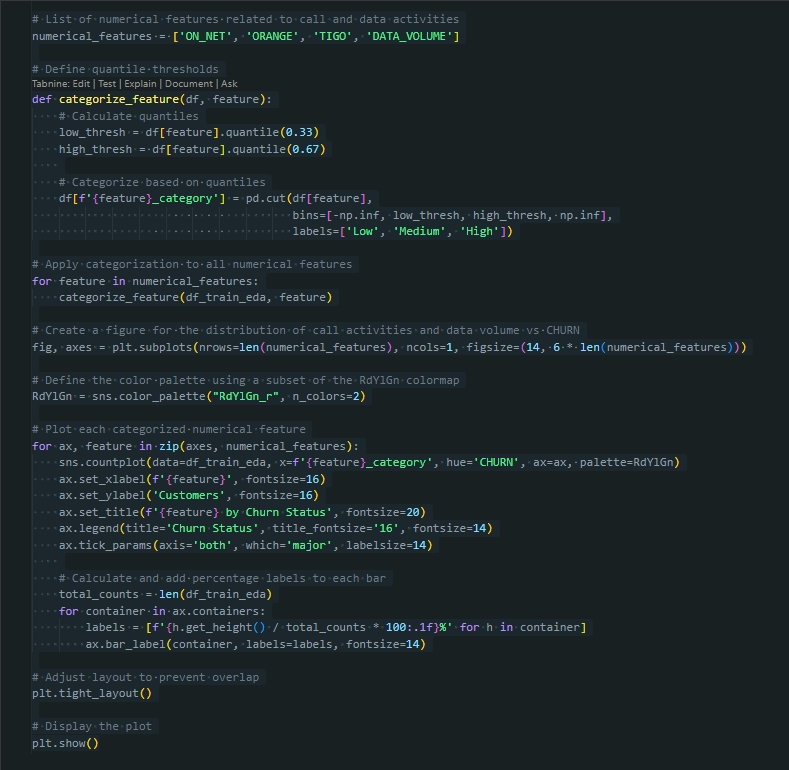 # List of numerical features related to call and data activities
numerical_features = ['ON_NET', 'ORANGE', 'TIGO', 'DATA_VOLUME']

# Define quantile thresholds
Tabnine: Edit | Test | Explain | Document | Ask
def categorize_feature(df, feature):
    # Calculate quantiles
    low_thresh = df[feature].quantile(0.33)
    high_thresh = df[feature].quantile(0.67)
    
    # Categorize based on quantiles
    df[f'{feature}_category'] = pd.cut(df[feature],
                                       bins=[-np.inf, low_thresh, high_thresh, np.inf],
                                       labels=['Low', 'Medium', 'High'])

# Apply categorization to all numerical features
for feature in numerical_features:
    categorize_feature(df_train_eda, feature)

# Create a figure for the distribution of call activities and data volume vs CHURN
fig, axes = plt.subplots(nrows=len(numerical_features), ncols=1, figsize=(14, 6 * len(numerical_features)))

# Define the color palette using a subset of the RdYlGn colormap
RdYlGn = sns.color_palette("RdYlGn_r", n_colors=2)

# Plot each categorized numerical feature
for ax, feature in zip(axes, numerical_features):
    sns.countplot(data=df_train_eda, x=f'{feature}_category', hue='CHURN', ax=ax, palette=RdYlGn)
    ax.set_xlabel(f'{feature}', fontsize=16)
    ax.set_ylabel('Customers', fontsize=16)
    ax.set_title(f'{feature} by Churn Status', fontsize=20)
    ax.legend(title='Churn Status', title_fontsize='16', fontsize=14)
    ax.tick_params(axis='both', which='major', labelsize=14)
    
    # Calculate and add percentage labels to each bar
    total_counts = len(df_train_eda)
    for container in ax.containers:
        labels = [f'{h.get_height() / total_counts * 100:.1f}%' for h in container]
        ax.bar_label(container, labels=labels, fontsize=14)

# Adjust layout to prevent overlap
plt.tight_layout()

# Display the plot
plt.show()